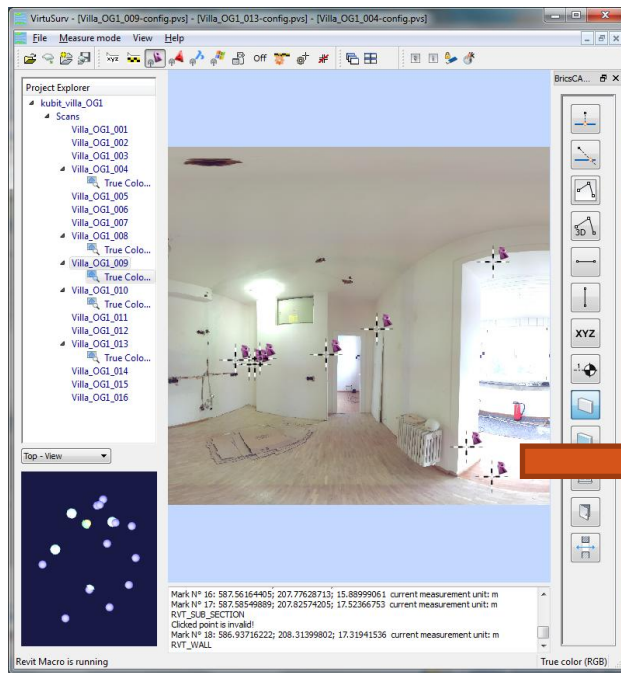 VirtuSurv - [Villa_OG1_009-config.pvs] - [Villa_OG1_013-config.pvs] - [Villa_OG1_004-config.pvs]
File Measure mode View Help
xyz off
Project Explorer
BricsCA...
kubit_villa_OG1
Scans
Villa_OG1_001
Villa_OG1_002
Villa_OG1_003
Villa_OG1_004
True Colo...
Villa_OG1_005
Villa_OG1_006
Villa_OG1_007
Villa_OG1_008
True Colo...
Villa_OG1_009
True Colo...
Villa_OG1_010
True Colo...
Villa_OG1_011
Villa_OG1_012
Villa_OG1_013
True Colo...
Villa_OG1_014
Villa_OG1_015
Villa_OG1_016
3D
XYZ
Top - View
Mark N° 16: 587.56164405; 207.77628713; 15.88999061 current measurement unit: m
Mark N° 17: 587.58549889; 207.82574205; 17.52366753 current measurement unit: m
RVT_SUB_SECTION
Clicked point is invalid!
Mark N° 18: 586.93716222; 208.31399802; 17.31941536 current measurement unit: m
RVT_WALL
Revit Macro is running
True color (RGB)